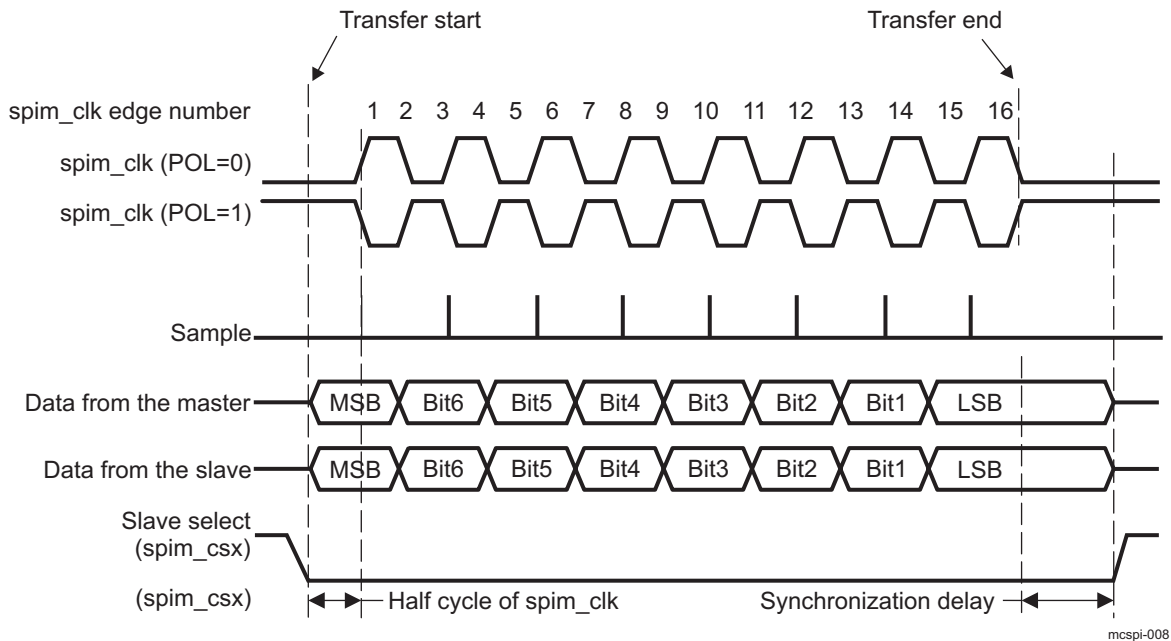 Transfer start
Transfer end
spim_clk edge number 1 2 3 4 5 6 7 8 9 10 11 12 13 14 15 16
spim_clk (POL=0)
spim_clk (POL=1)
Sample
Data from the master MSB Bit6 Bit5 Bit4 Bit3 Bit2 Bit1 LSB
Data from the slave MSB Bit6 Bit5 Bit4 Bit3 Bit2 Bit1 LSB
Slave select
(spim_csx)
(spim_csx) Half cycle of spim_clk Synchronization delay
mcspi-008